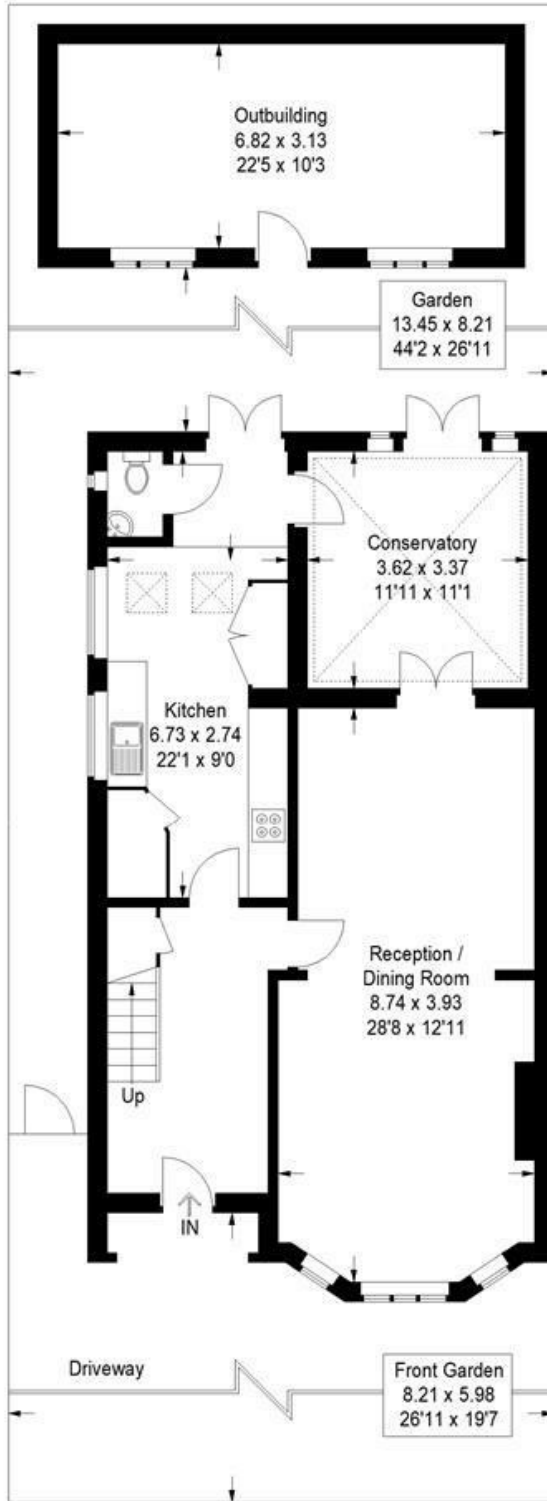 Outbuilding
6.82 x 3.13
22'5 x 10'3
Garden
13.45 x 8.21
44'2 x 26'11
Conservatory
3.62 x 3.37
11'11 x 11'1
Kitchen
6.73 x 2.74
22'1 x 9'0
Reception /
Dining Room
8.74 x 3.93
28'8 x 12'11
Up
IN
Driveway
Front Garden
8.21 x 5.98
26'11 x 19'7